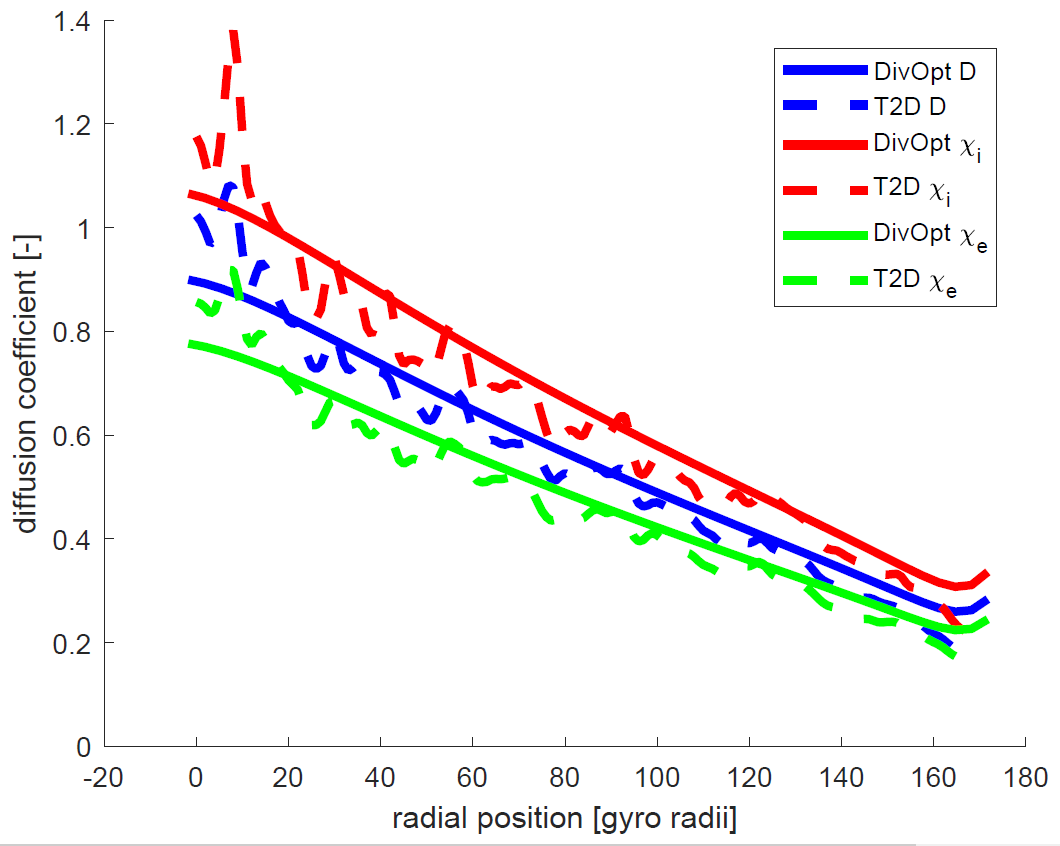 1.4
1.2
1
0.8
0.6
0.4
0.2
0
-20 0 20 40 60 80 100 120 140 160 180
radial position [gyro radii]
diffusion coefficient [-]
DivOpt D
T2D D
DivOpt χi
T2D χi
DivOpt χe
T2D χe